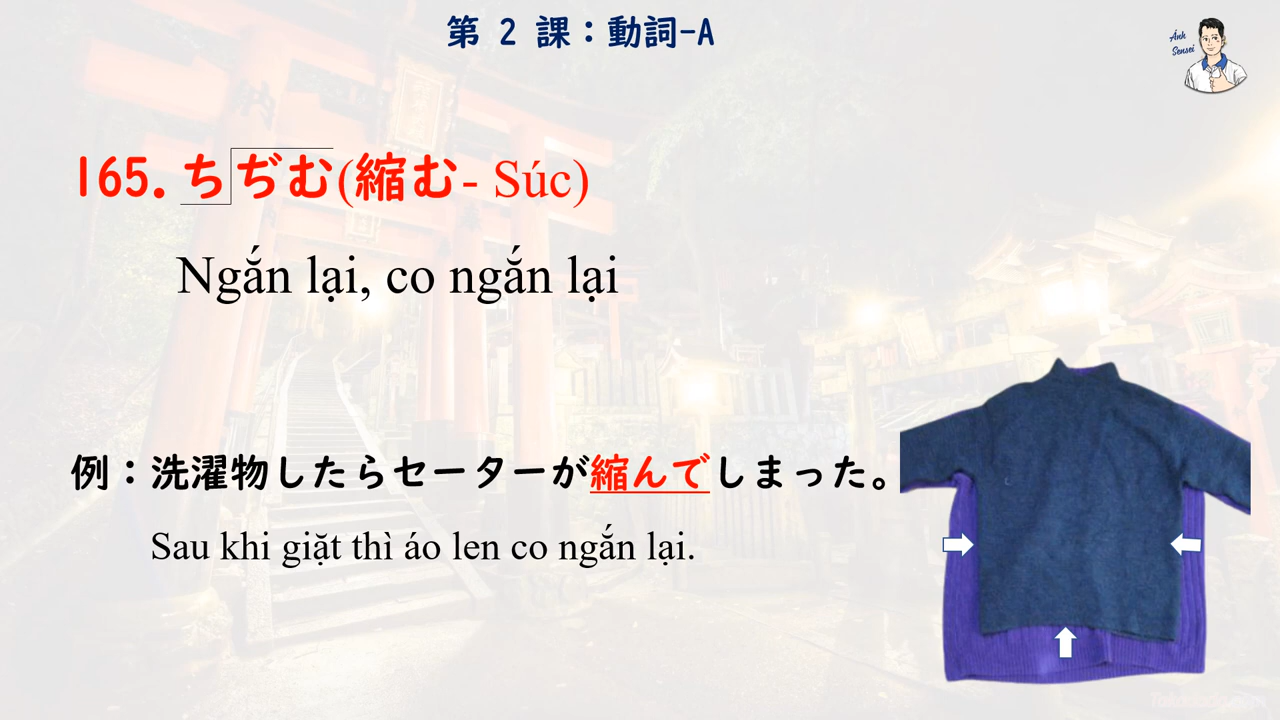 第 2 課：動詞-A
Ánh
Sensei
165. ちぢむ(縮む- Súc)
Ngắn lại, co ngắn lại
例：洗濯物したらセーターが縮んでしまった。
Sau khi giặt thì áo len co ngắn lại.